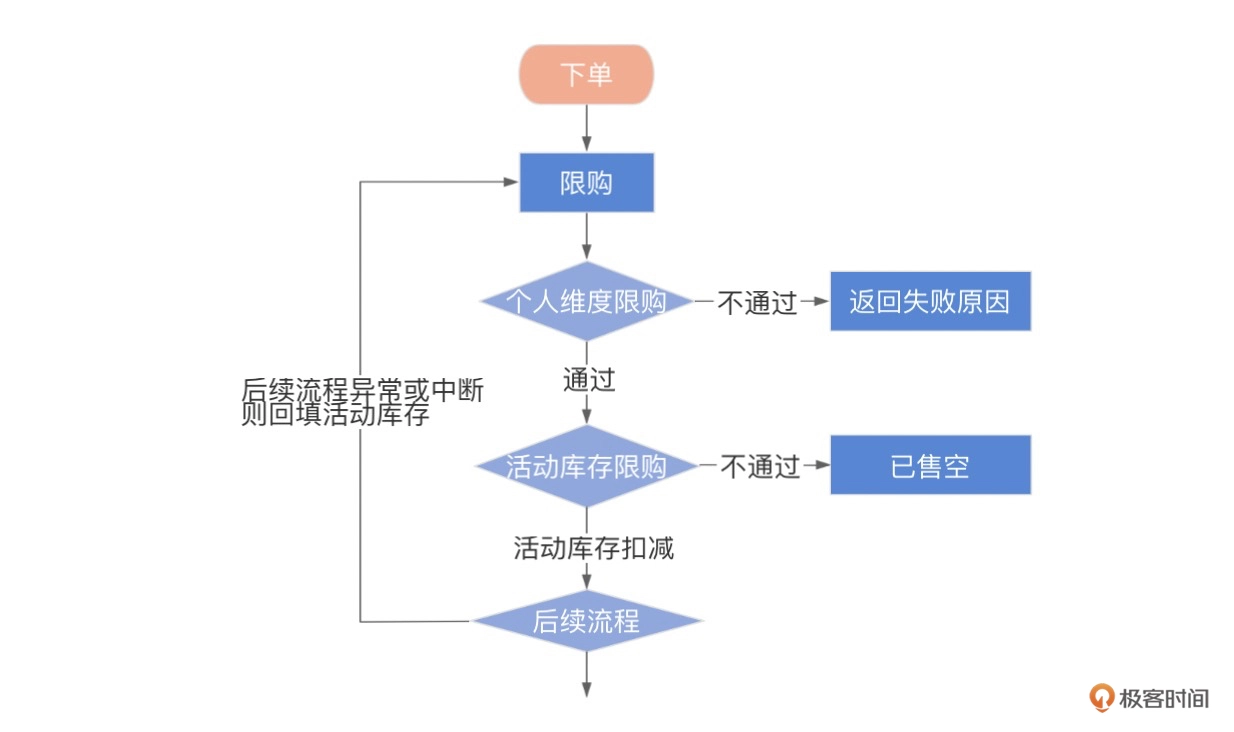 下单
限购
个人维度限购
不通过
返回失败原因
通过
后续流程异常或中断
则回填活动库存
活动库存限购
不通过
已售空
活动库存扣减
后续流程
极客时间